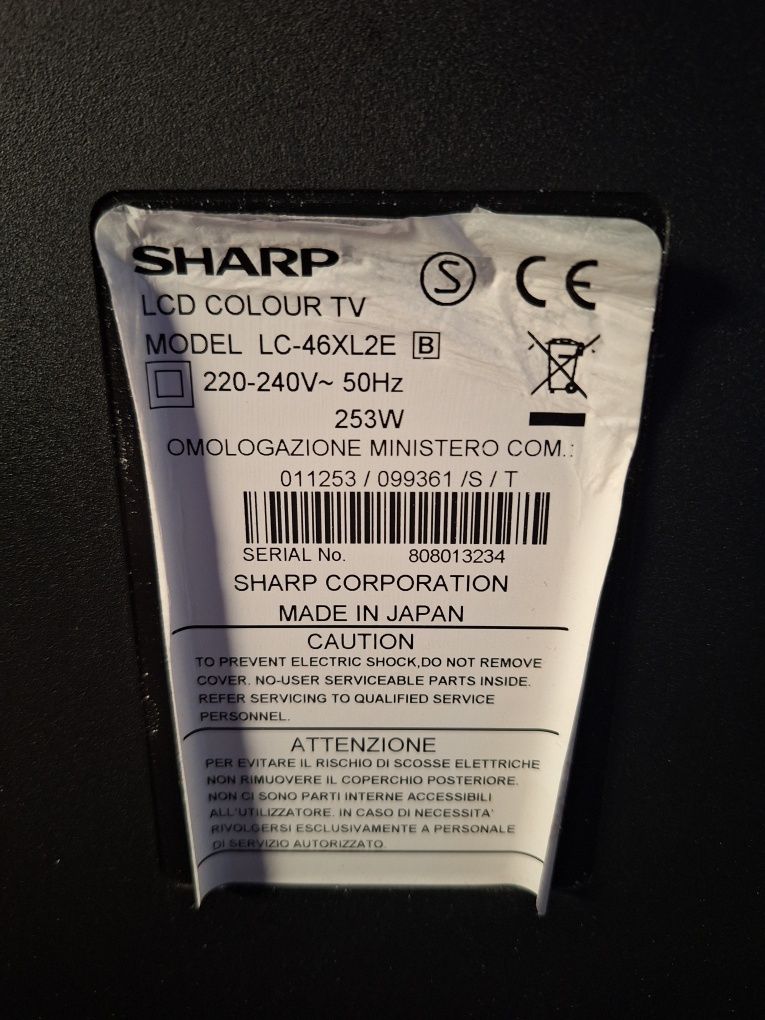 SHARP
S
CE
LCD COLOUR TV
MODEL LC-46XL2E B
220-240V~ 50Hz
253W
OMOLOGAZIONE MINISTERO COM.:
011253 / 099361 /S / T
SERIAL No. 808013234
SHARP CORPORATION
MADE IN JAPAN
CAUTION
TO PREVENT ELECTRIC SHOCK,DO NOT REMOVE
COVER. NO-USER SERVICEABLE PARTS INSIDE.
REFER SERVICING TO QUALIFIED SERVICE
PERSONNEL.
ATTENZIONE
PER EVITARE IL RISCHIO DI SCOSSE ELETTRICHE
NON RIMUOVERE IL COPERCHIO POSTERIORE.
NON CI SONO PARTI INTERNE ACCESSIBILI
ALL'UTILIZZATORE. IN CASO DI NECESSITA'
RIVOLGERSI ESCLUSIVAMENTE A PERSONALE
DI SERVIZIO AUTORIZZATO.